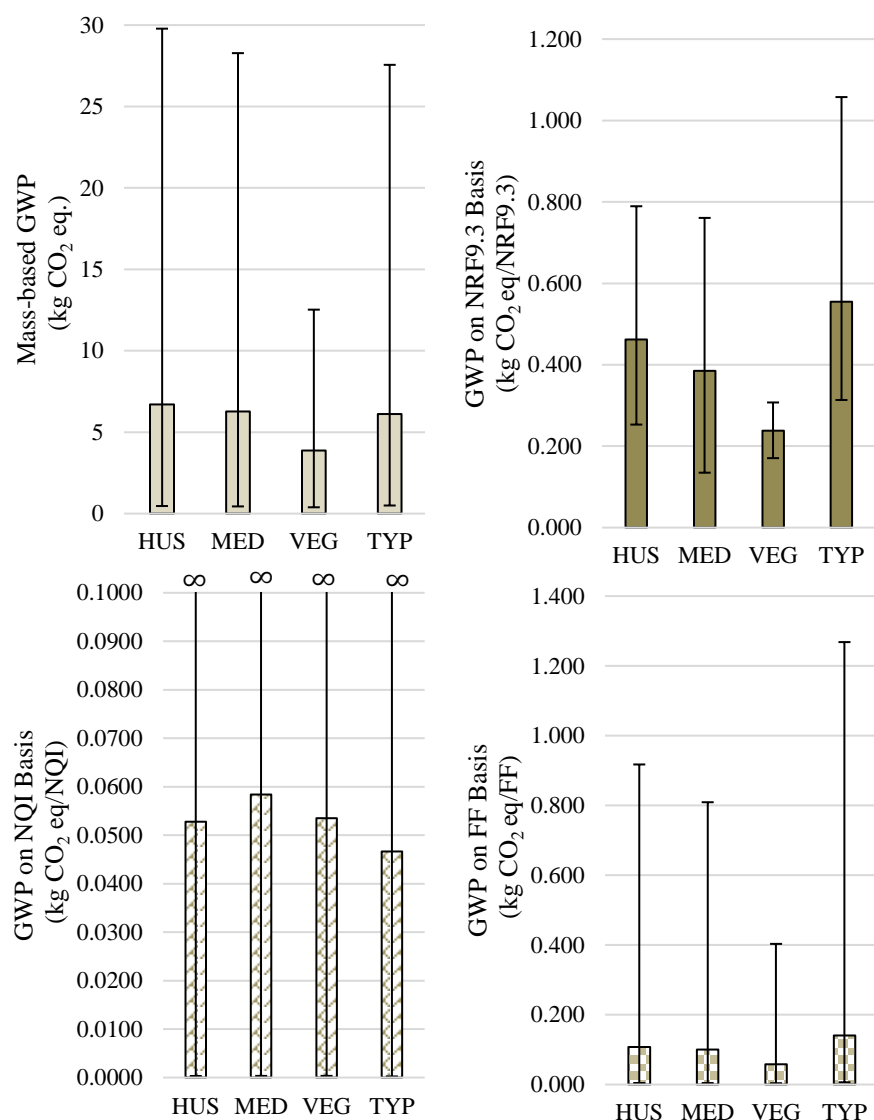 Mass-based GWP
(kg CO₂ eq.)
30
25
20
15
10
5
0
HUS MED VEG TYP
GWP on NRF9.3 Basis
(kg CO₂ eq/NRF9.3)
1.200
1.000
0.800
0.600
0.400
0.200
0.000
HUS MED VEG TYP
GWP on NQI Basis
(kg CO₂ eq/NQI)
∞ ∞ ∞ ∞
0.1000
0.0900
0.0800
0.0700
0.0600
0.0500
0.0400
0.0300
0.0200
0.0100
0.0000
HUS MED VEG TYP
GWP on FF Basis
(kg CO₂ eq/FF)
1.400
1.200
1.000
0.800
0.600
0.400
0.200
0.000
HUS MED VEG TYP